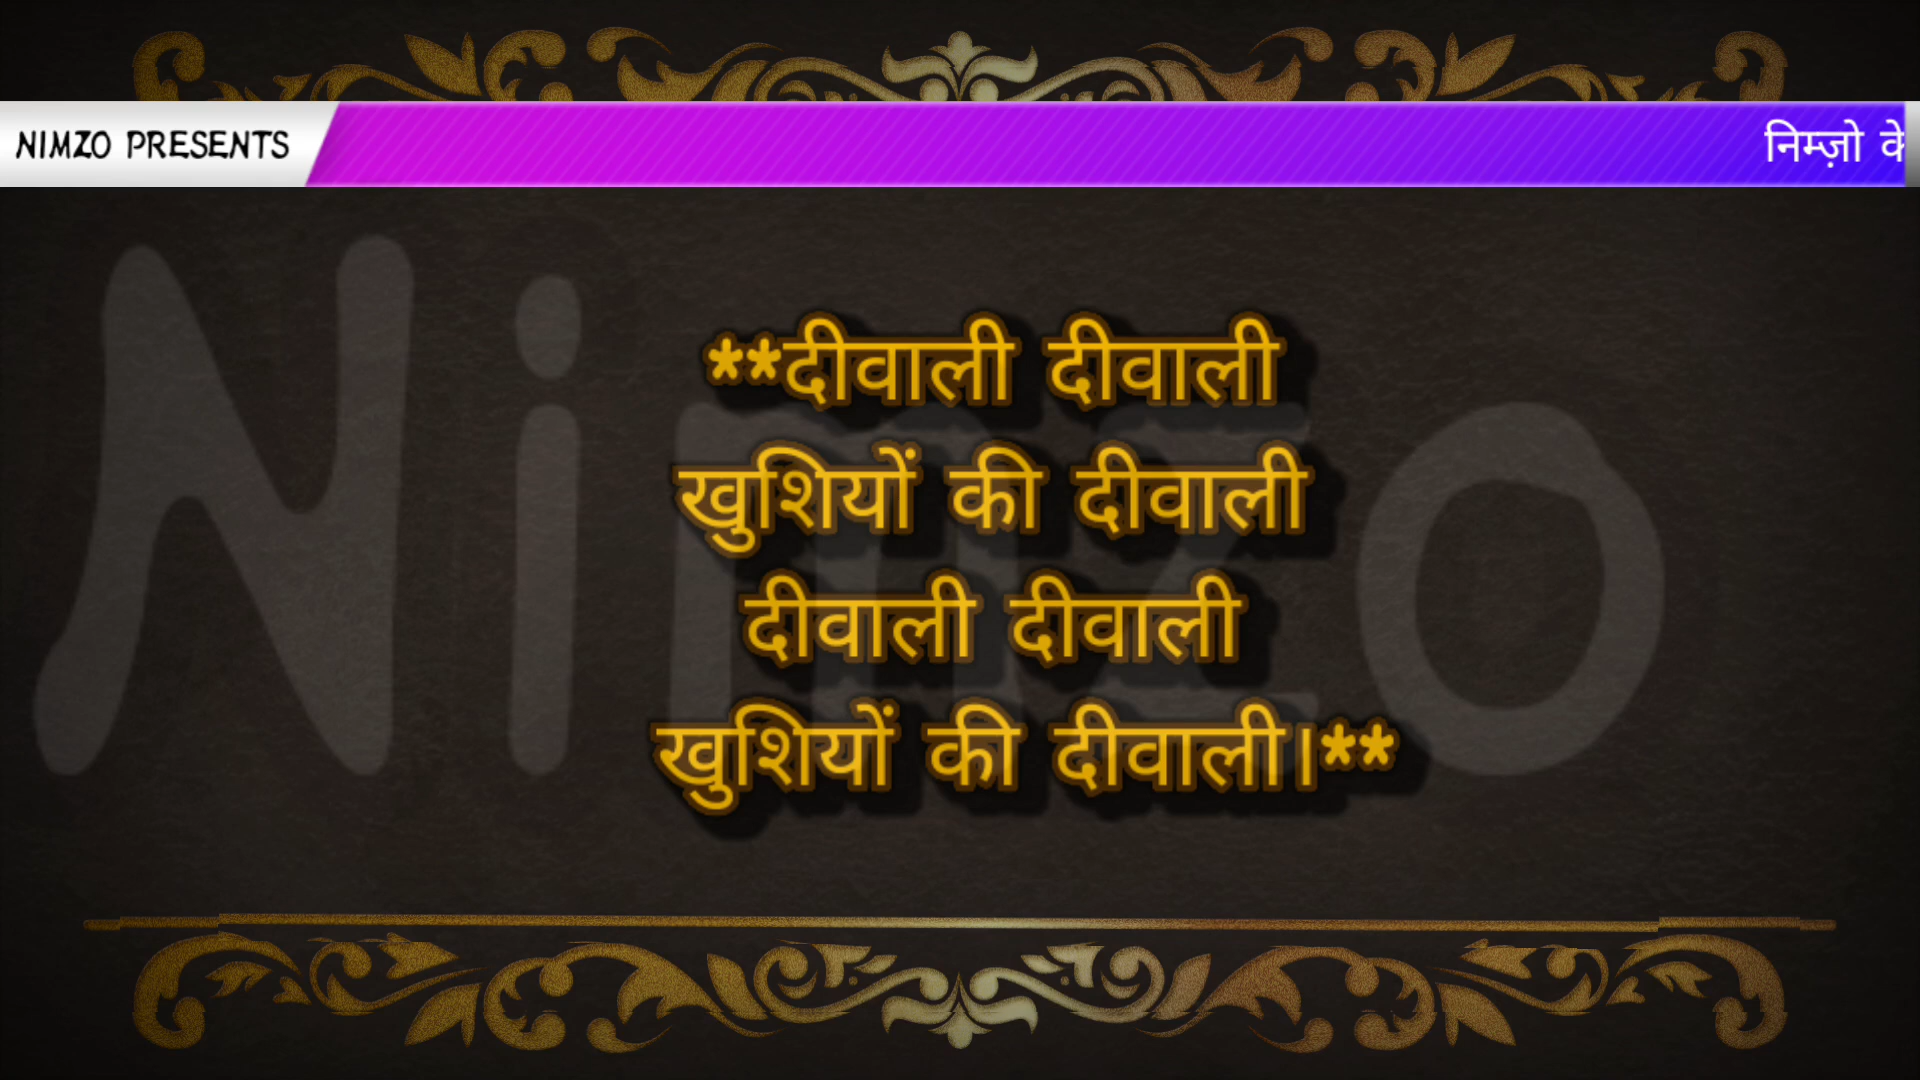 NIMZO PRESENTS
निम्ज़ो के
Nimzo
**दीवाली दीवाली
खुशियों की दीवाली
दीवाली दीवाली
खुशियों की दीवाली।**